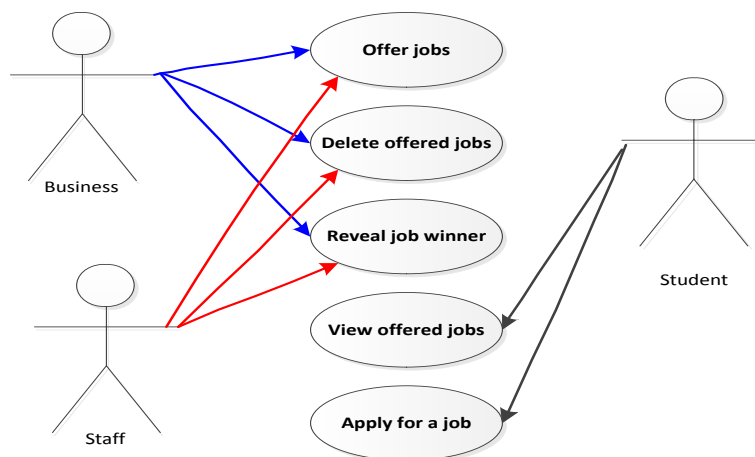 Offer jobs
Delete offered jobs
Business
Reveal job winner
Student
View offered jobs
Apply for a job
Staff